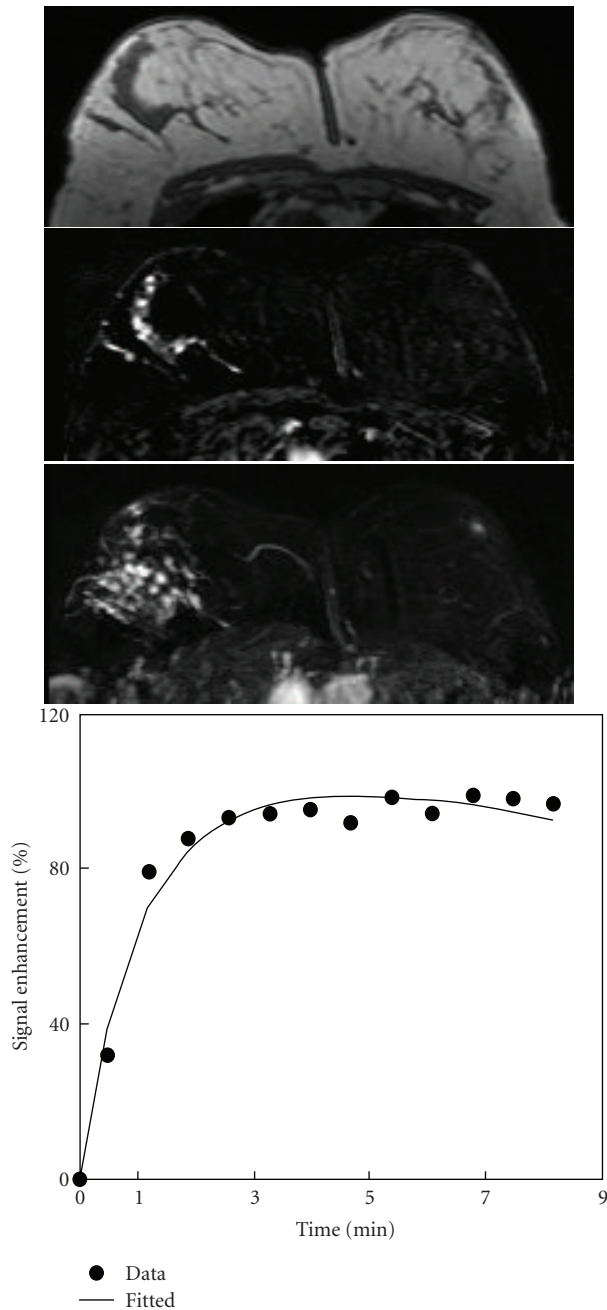 120
80
40
0
Signal enhancement (%)
0 1 3 5 7 9
Time (min)
Data
Fitted